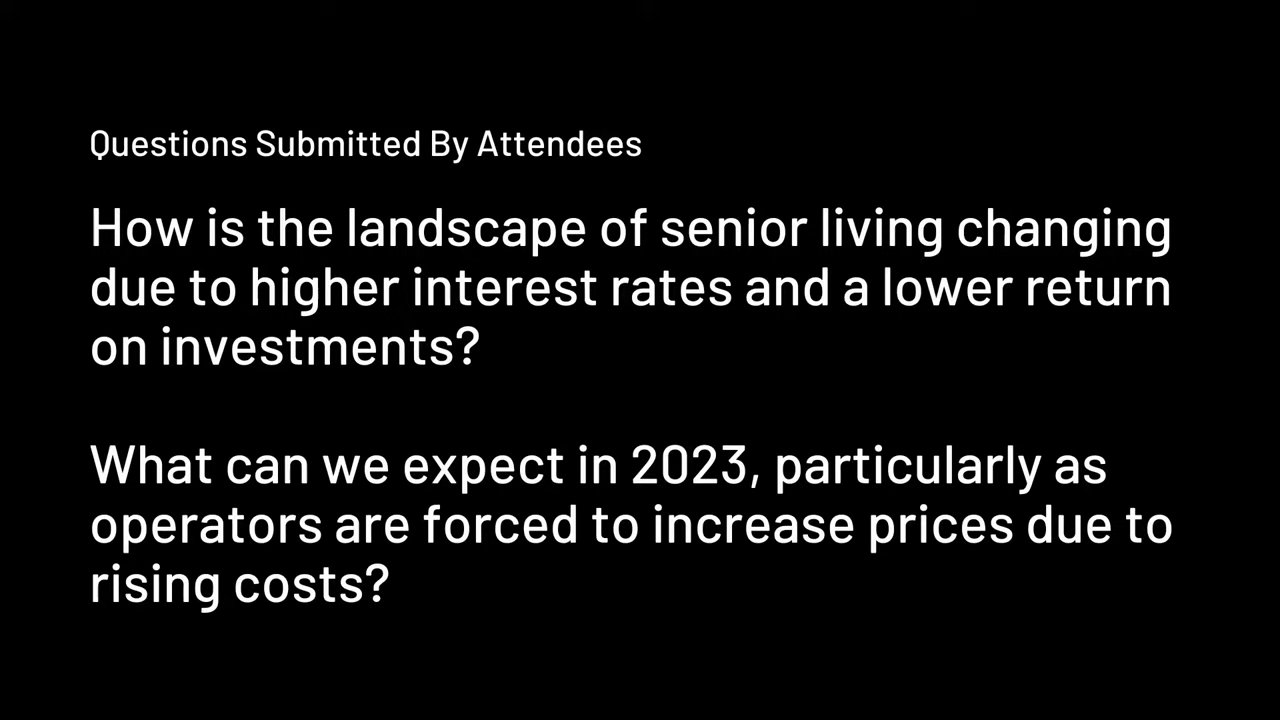 Questions Submitted By Attendees
How is the landscape of senior living changing
due to higher interest rates and a lower return
on investments?
What can we expect in 2023, particularly as
operators are forced to increase prices due to
rising costs?